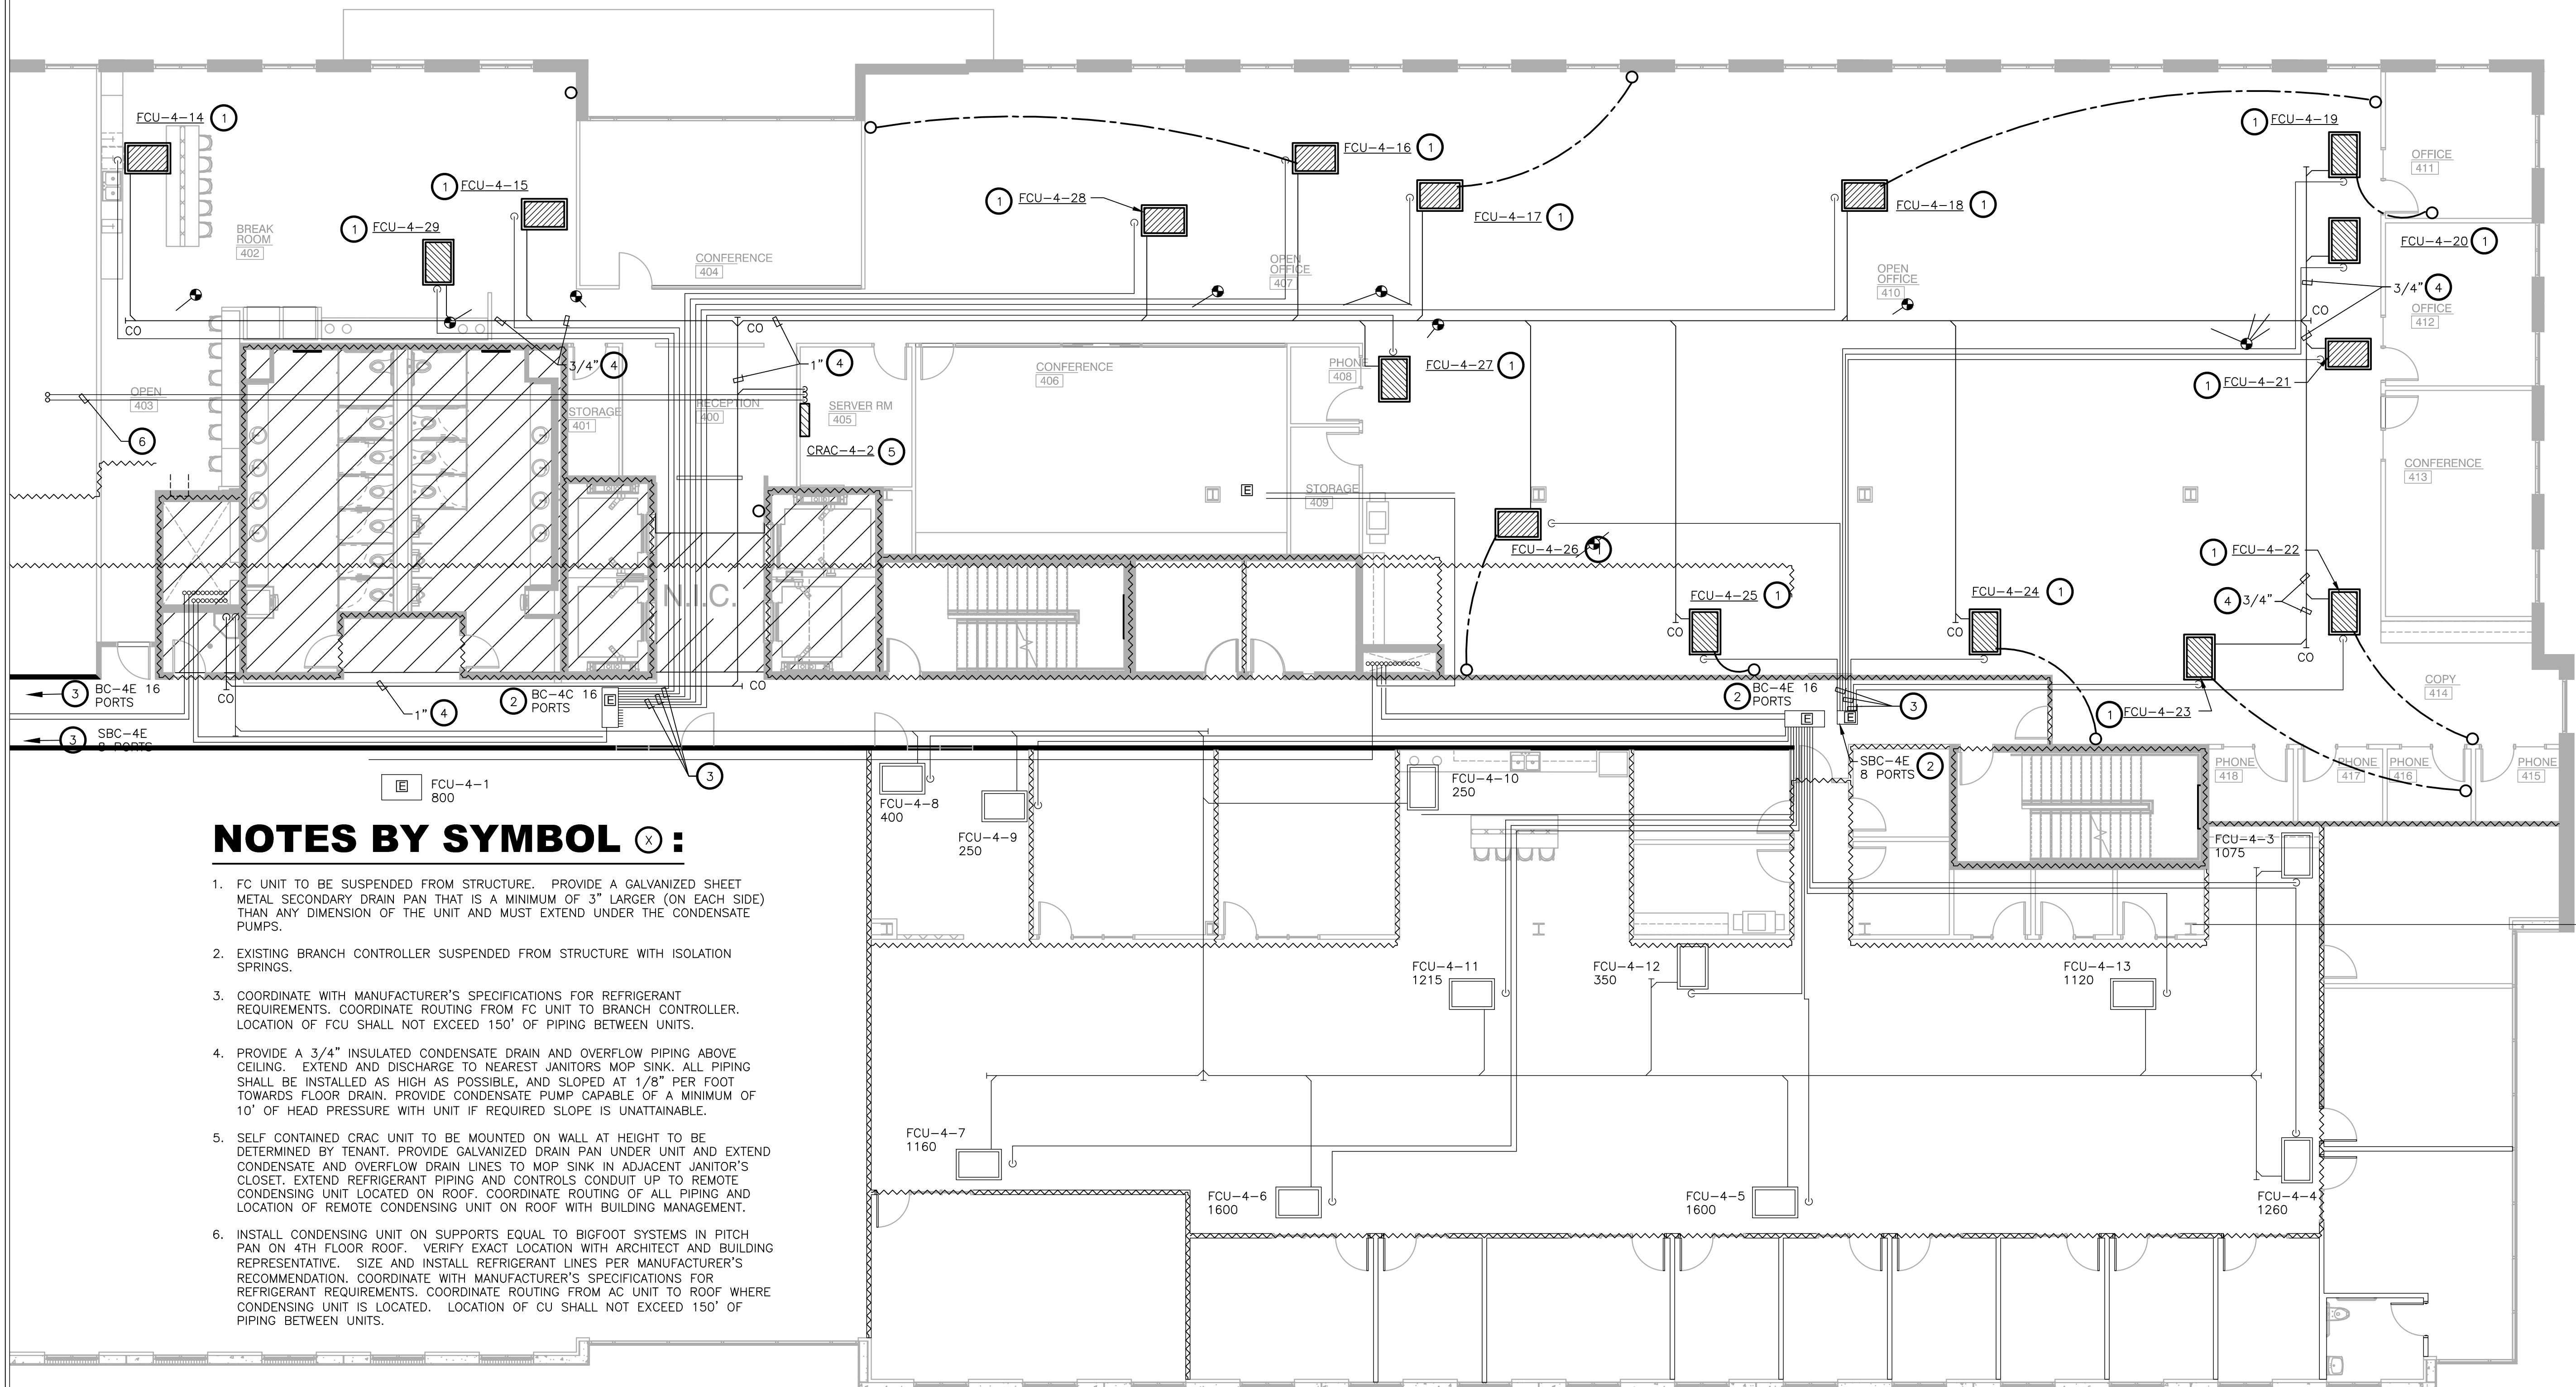 FCU-4-14 1
1 FCU-4-15
1 FCU-4-29
BREAK
ROOM
402
CONFERENCE
404
1 FCU-4-28
FCU-4-16 1
FCU-4-17 1
OPEN
OFFICE
407
FCU-4-18 1
OPEN
OFFICE
410
1 FCU-4-19
OFFICE
411
FCU-4-20 1
3/4" 4
OFFICE
412
CO
1 FCU-4-21
CO
CO
3/4" 4
1" 4
OPEN
403
6
STORAGE
401
RECEPTION
400
SERVER RM
405
CRAC-4-2 5
CONFERENCE
406
PHONE
408
FCU-4-27 1
STORAGE
409
E
CONFERENCE
413
FCU-4-26 1
1 FCU-4-22
4 3/4"
FCU-4-25 1
FCU-4-24 1
CO
CO
CO
N.I.C.
3 BC-4E 16
PORTS
CO
1" 4
2 BC-4C 16
PORTS
E
CO
3 SBC-4E
8 PORTS
3
2 BC-4E 16
PORTS
E
E
3
1 FCU-4-23
COPY
414
SBC-4E
8 PORTS 2
PHONE
418
PHONE
417
PHONE
416
PHONE
415
E FCU-4-1
800
FCU-4-8
400
FCU-4-9
250
FCU-4-10
250
FCU-4-3
1075
FCU-4-11
1215
FCU-4-12
350
FCU-4-13
1120
FCU-4-7
1160
FCU-4-6
1600
FCU-4-5
1600
FCU-4-4
1260
NOTES BY SYMBOL X :
1. FC UNIT TO BE SUSPENDED FROM STRUCTURE. PROVIDE A GALVANIZED SHEET
METAL SECONDARY DRAIN PAN THAT IS A MINIMUM OF 3" LARGER (ON EACH SIDE)
THAN ANY DIMENSION OF THE UNIT AND MUST EXTEND UNDER THE CONDENSATE
PUMPS.
2. EXISTING BRANCH CONTROLLER SUSPENDED FROM STRUCTURE WITH ISOLATION
SPRINGS.
3. COORDINATE WITH MANUFACTURER'S SPECIFICATIONS FOR REFRIGERANT
REQUIREMENTS. COORDINATE ROUTING FROM FC UNIT TO BRANCH CONTROLLER.
LOCATION OF FCU SHALL NOT EXCEED 150' OF PIPING BETWEEN UNITS.
4. PROVIDE A 3/4" INSULATED CONDENSATE DRAIN AND OVERFLOW PIPING ABOVE
CEILING. EXTEND AND DISCHARGE TO NEAREST JANITORS MOP SINK. ALL PIPING
SHALL BE INSTALLED AS HIGH AS POSSIBLE, AND SLOPED AT 1/8" PER FOOT
TOWARDS FLOOR DRAIN. PROVIDE CONDENSATE PUMP CAPABLE OF A MINIMUM OF
10' OF HEAD PRESSURE WITH UNIT IF REQUIRED SLOPE IS UNATTAINABLE.
5. SELF CONTAINED CRAC UNIT TO BE MOUNTED ON WALL AT HEIGHT TO BE
DETERMINED BY TENANT. PROVIDE GALVANIZED DRAIN PAN UNDER UNIT AND EXTEND
CONDENSATE AND OVERFLOW DRAIN LINES TO MOP SINK IN ADJACENT JANITOR'S
CLOSET. EXTEND REFRIGERANT PIPING AND CONTROLS CONDUIT UP TO REMOTE
CONDENSING UNIT LOCATED ON ROOF. COORDINATE ROUTING OF ALL PIPING AND
LOCATION OF REMOTE CONDENSING UNIT ON ROOF WITH BUILDING MANAGEMENT.
6. INSTALL CONDENSING UNIT ON SUPPORTS EQUAL TO BIGFOOT SYSTEMS IN PITCH
PAN ON 4TH FLOOR ROOF. VERIFY EXACT LOCATION WITH ARCHITECT AND BUILDING
REPRESENTATIVE. SIZE AND INSTALL REFRIGERANT LINES PER MANUFACTURER'S
RECOMMENDATION. COORDINATE WITH MANUFACTURER'S SPECIFICATIONS FOR
REFRIGERANT REQUIREMENTS. COORDINATE ROUTING FROM AC UNIT TO ROOF WHERE
CONDENSING UNIT IS LOCATED. LOCATION OF CU SHALL NOT EXCEED 150' OF
PIPING BETWEEN UNITS.